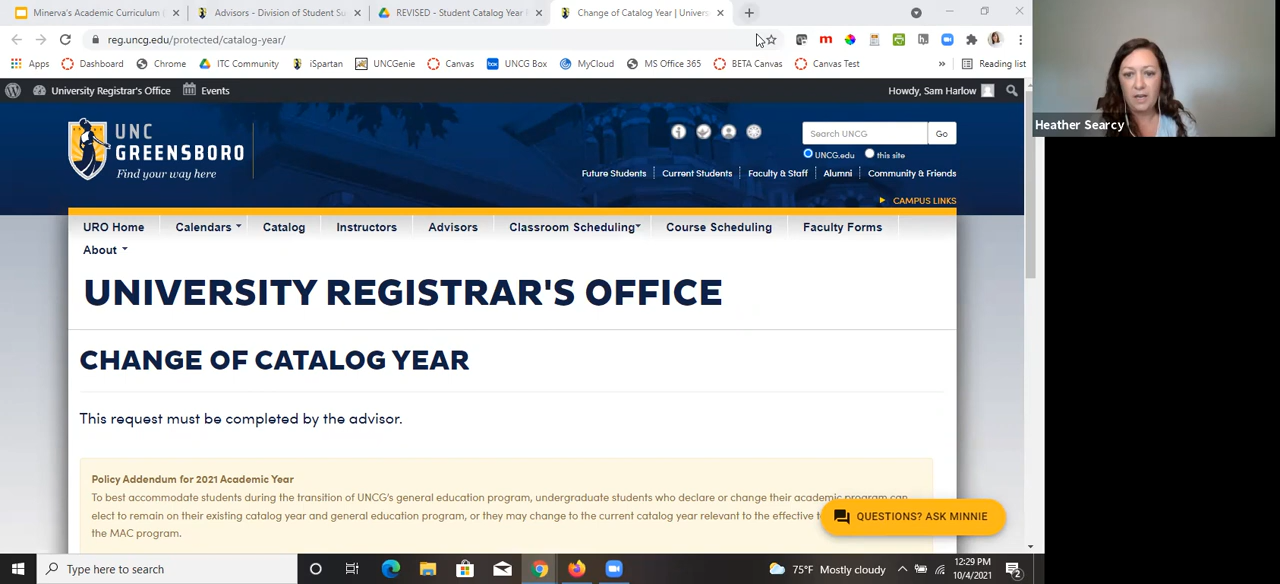 Minerva's Academic Curriculum
Advisors - Division of Student Su
REVISED - Student Catalog Year
Change of Catalog Year | Univers
reg.uncg.edu/protected/catalog-year/
Apps
Dashboard
Chrome
ITC Community
iSpartan
UNCGenie
Canvas
UNCG Box
MyCloud
MS Office 365
BETA Canvas
Canvas Test
»
Reading list
University Registrar's Office
Events
Howdy, Sam Harlow
Heather Searcy
UNC
GREENSBORO
Find your way here
Search UNCG
Go
UNCG.edu
this site
Future Students
Current Students
Faculty & Staff
Alumni
Community & Friends
CAMPUS LINKS
URO Home
Calendars
Catalog
Instructors
Advisors
Classroom Scheduling
Course Scheduling
Faculty Forms
About
UNIVERSITY REGISTRAR'S OFFICE
CHANGE OF CATALOG YEAR
This request must be completed by the advisor.
Policy Addendum for 2021 Academic Year
To best accommodate students during the transition of UNCG's general education program, undergraduate students who declare or change their academic program can
elect to remain on their existing catalog year and general education program, or they may change to the current catalog year relevant to the effective
the MAC program.
QUESTIONS? ASK MINNIE
Type here to search
75°F Mostly cloudy
12:29 PM
10/4/2021
2